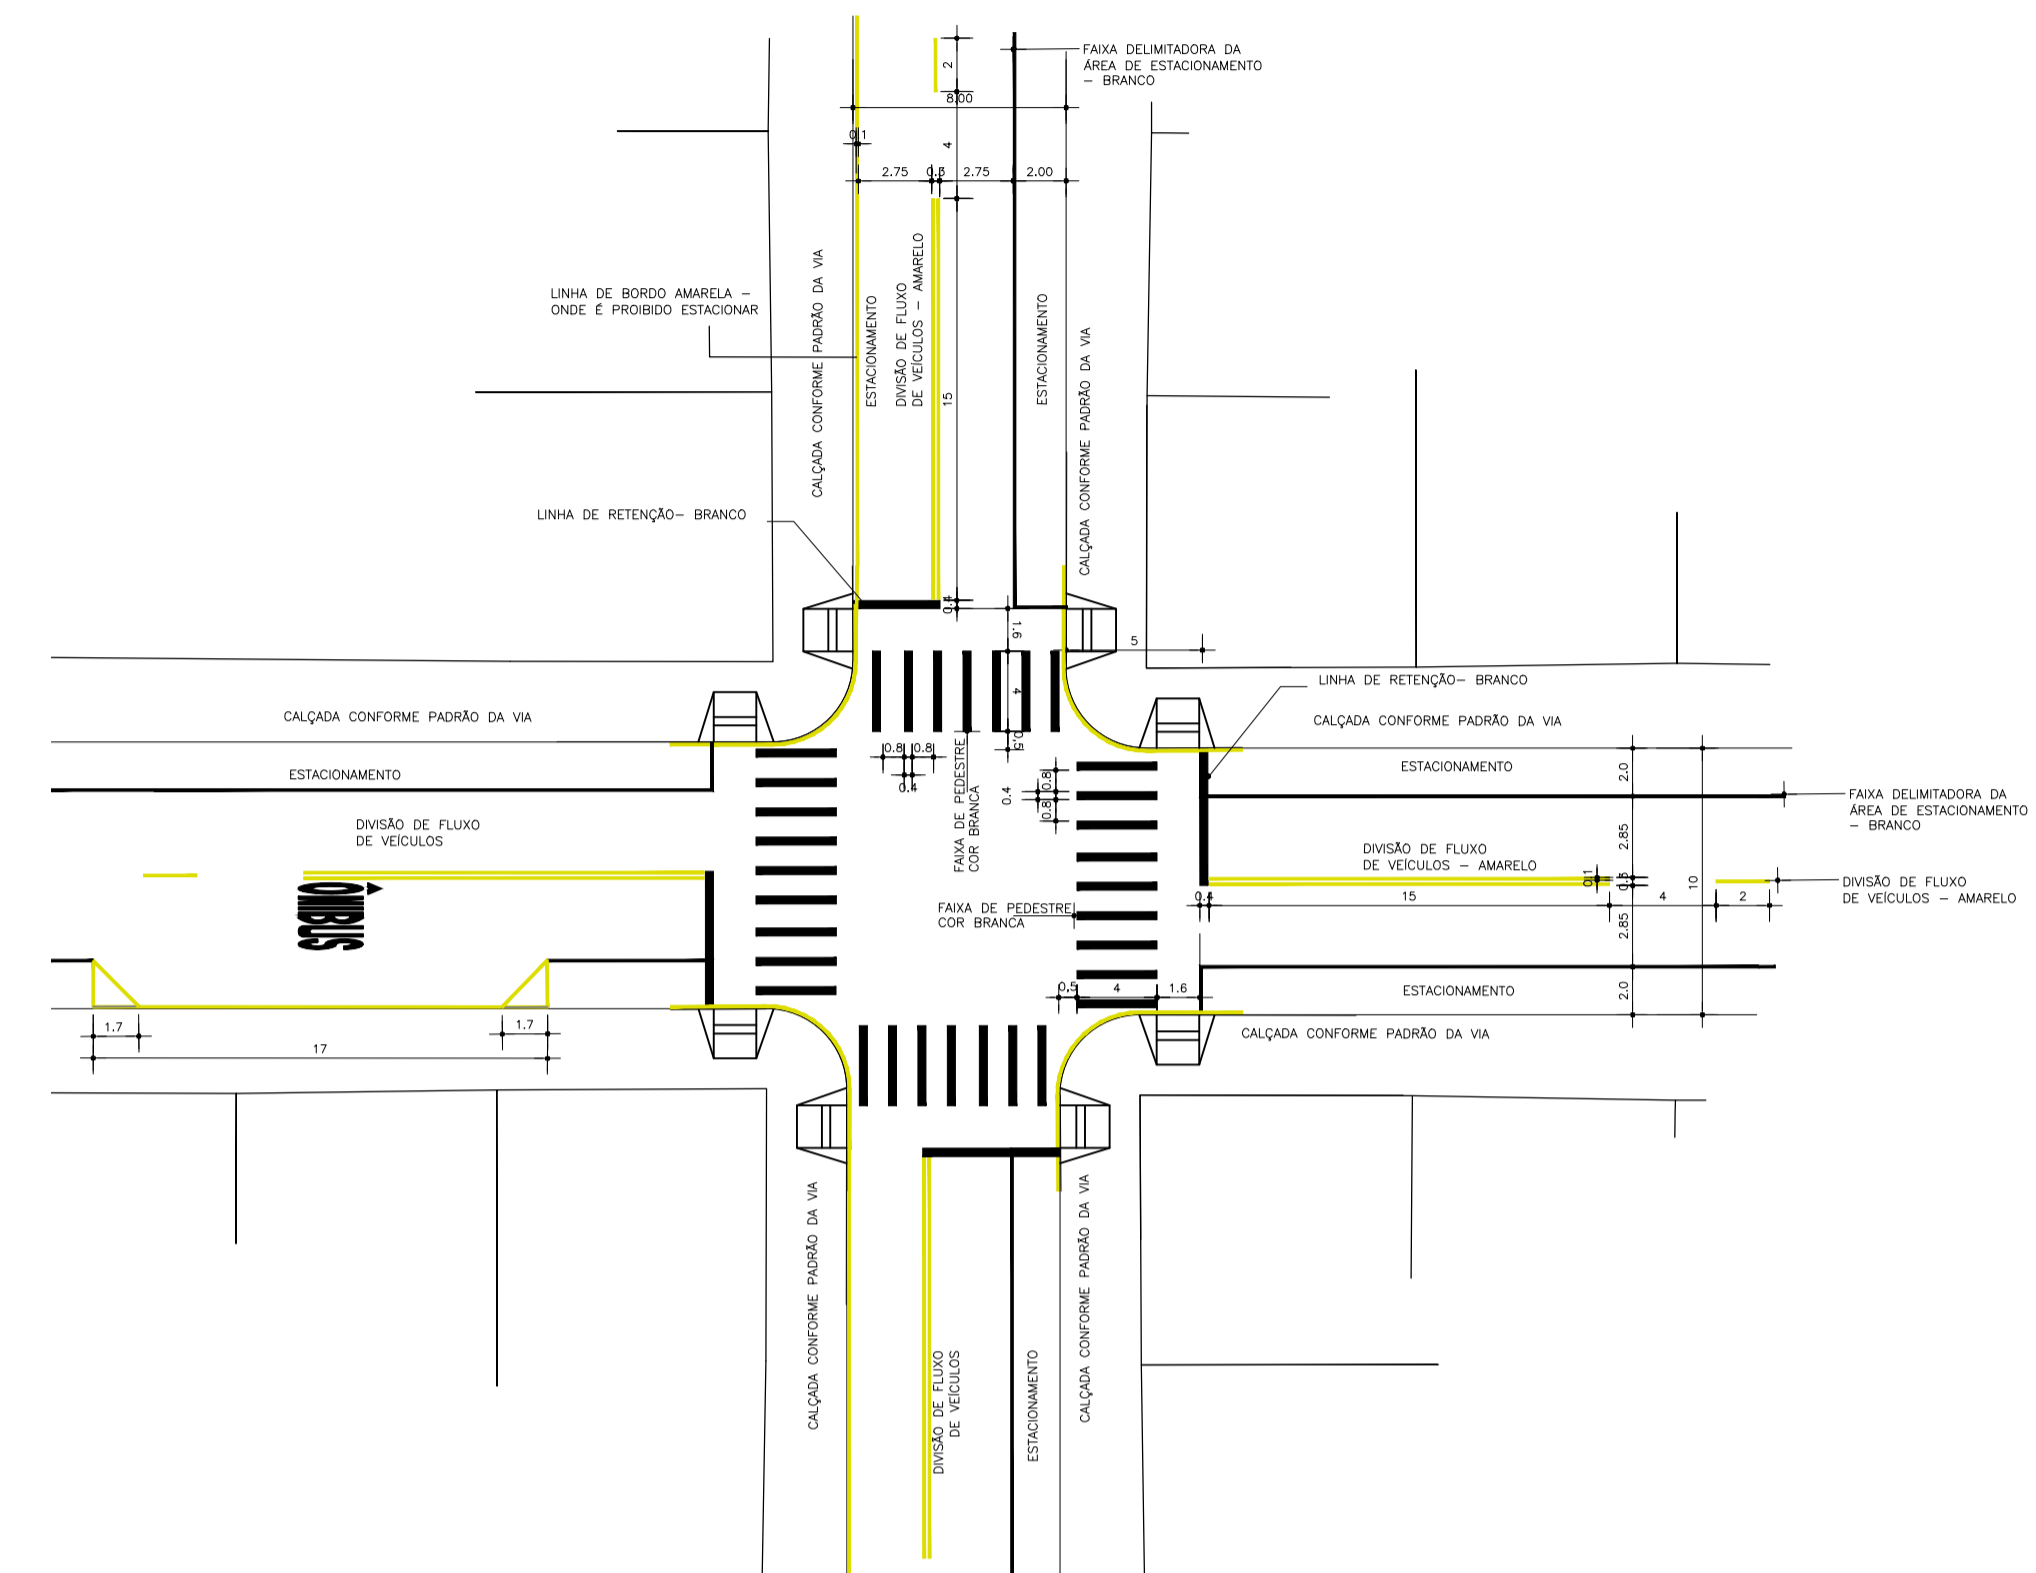 FAIXA DELIMITADORA DA
ÁREA DE ESTACIONAMENTO
– BRANCO
2
8.00
0.1
4
2.75
0.3
2.75
2.00
LINHA DE BORDO AMARELA –
ONDE É PROIBIDO ESTACIONAR
CALÇADA CONFORME PADRÃO DA VIA
ESTACIONAMENTO
DIVISÃO DE FLUXO
DE VEÍCULOS – AMARELO
15
ESTACIONAMENTO
CALÇADA CONFORME PADRÃO DA VIA
LINHA DE RETENÇÃO– BRANCO
0.4
1.6
5
4
0.5
LINHA DE RETENÇÃO– BRANCO
CALÇADA CONFORME PADRÃO DA VIA
CALÇADA CONFORME PADRÃO DA VIA
ESTACIONAMENTO
0.8
0.8
0.4
FAIXA DE PEDESTRE
COR BRANCA
0.4
0.8
0.8
ESTACIONAMENTO
2.0
FAIXA DELIMITADORA DA
ÁREA DE ESTACIONAMENTO
– BRANCO
DIVISÃO DE FLUXO
DE VEÍCULOS
2.85
DIVISÃO DE FLUXO
DE VEÍCULOS – AMARELO
0.1
0.3
10
DIVISÃO DE FLUXO
DE VEÍCULOS – AMARELO
ONIBUS
FAIXA DE PEDESTRE
COR BRANCA
0.4
15
4
2
2.85
0.5
4
1.6
ESTACIONAMENTO
2.0
CALÇADA CONFORME PADRÃO DA VIA
1.7
1.7
17
CALÇADA CONFORME PADRÃO DA VIA
DIVISÃO DE FLUXO
DE VEÍCULOS
ESTACIONAMENTO
CALÇADA CONFORME PADRÃO DA VIA